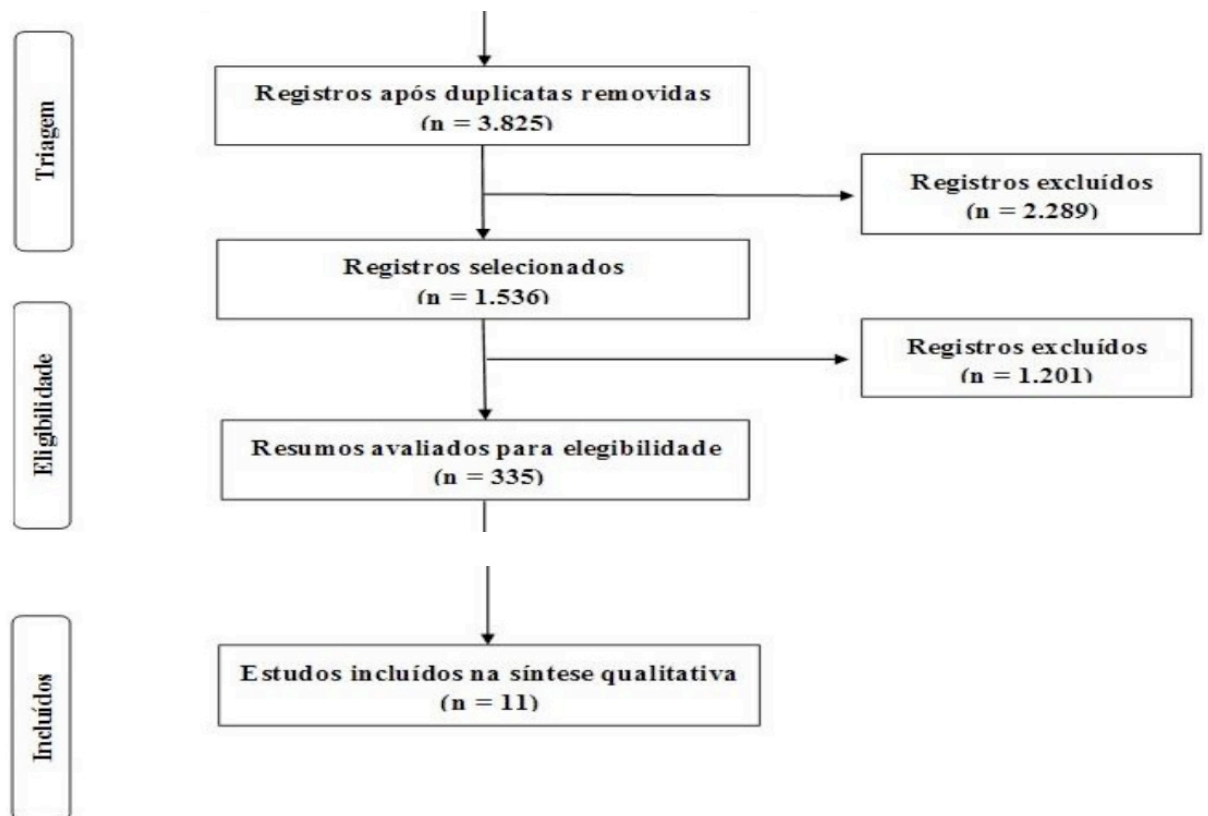 Triagem
Registros após duplicatas removidas
(n = 3.825)
Registros excluídos
(n = 2.289)
Registros selecionados
(n = 1.536)
Eligibilidade
Registros excluídos
(n = 1.201)
Resumos avaliados para elegibilidade
(n = 335)
Incluídos
Estudos incluídos na síntese qualitativa
(n = 11)